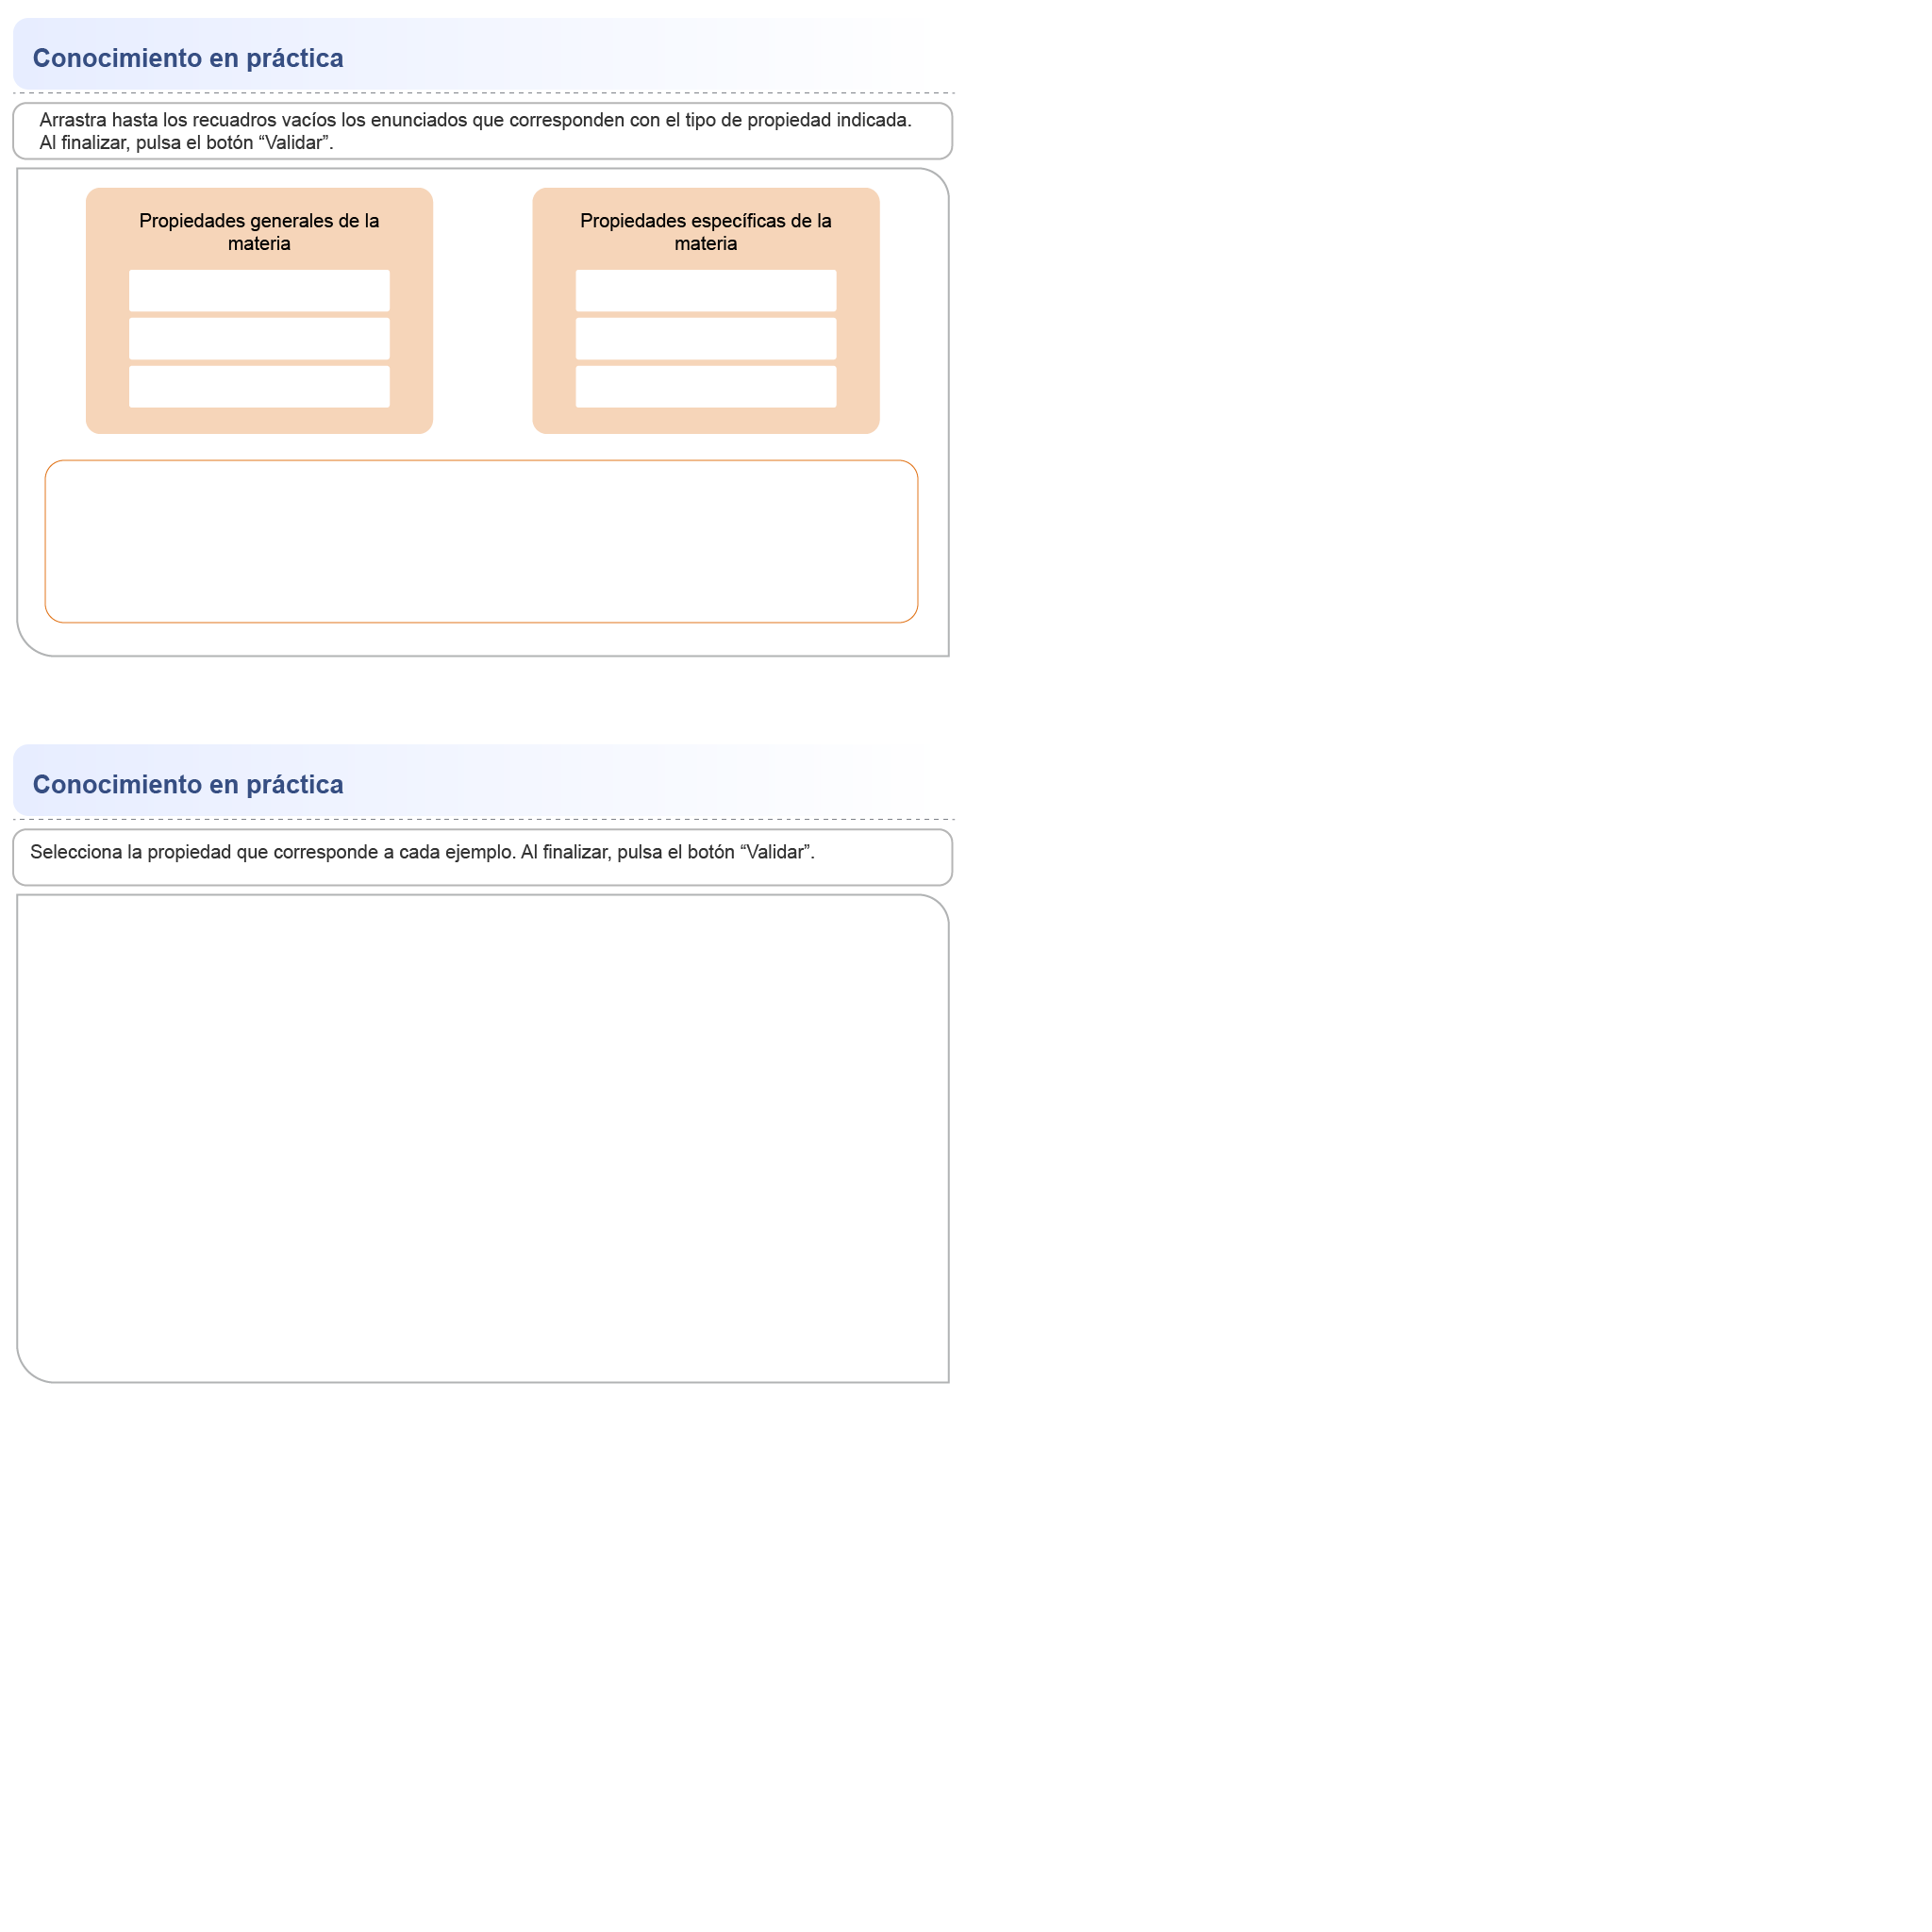 Conocimiento en práctica
Arrastra hasta los recuadros vacíos los enunciados que corresponden con el tipo de propiedad indicada.
Al finalizar, pulsa el botón “Validar”.
Propiedades generales de la
materia
Propiedades específicas de la
materia
Conocimiento en práctica
Selecciona la propiedad que corresponde a cada ejemplo. Al finalizar, pulsa el botón “Validar”.